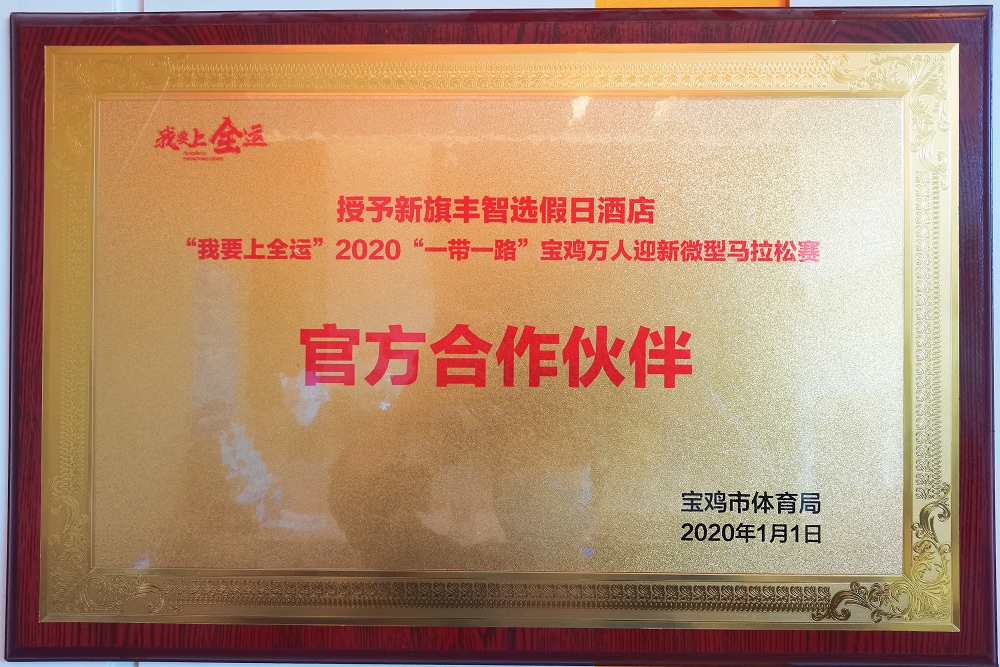 我要上全运
授予新旗丰智选假日酒店
“我要上全运”2020“一带一路”宝鸡万人迎新微型马拉松赛
官方合作伙伴
宝鸡市体育局
2020年1月1日